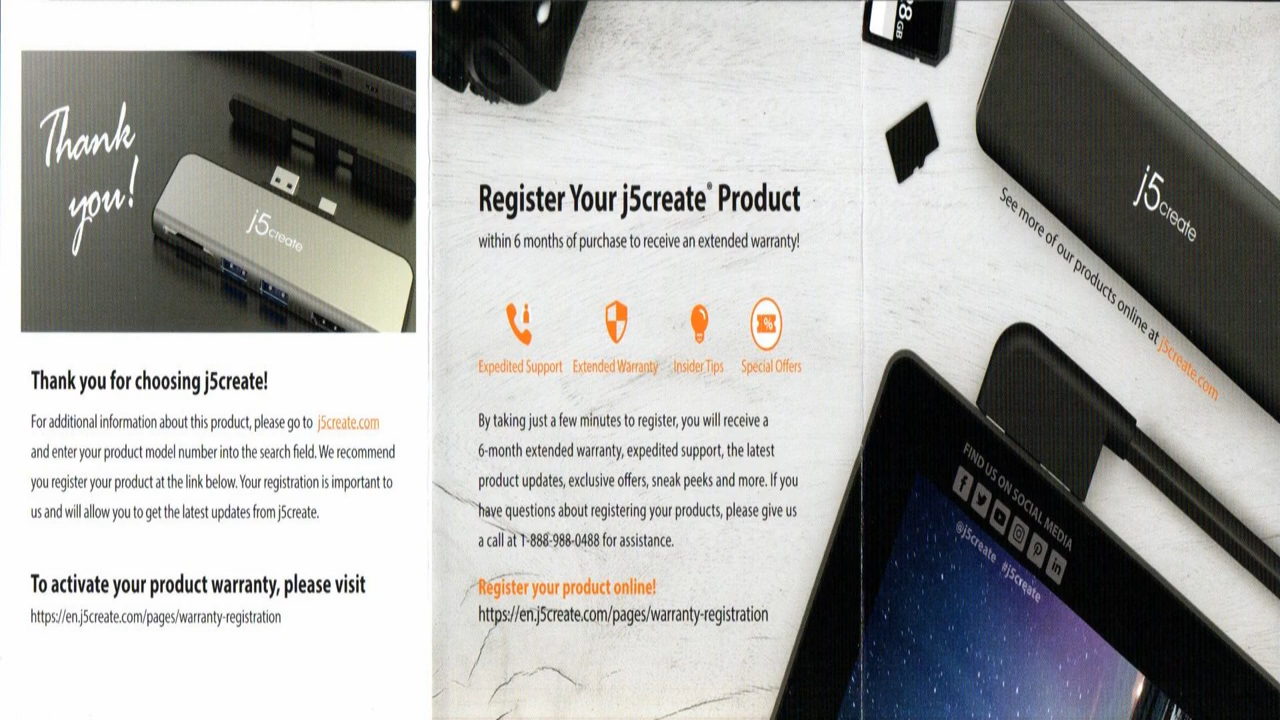 Thank
you!
j5create
Thank you for choosing j5create!
For additional information about this product, please go to j5create.com
and enter your product model number into the search field. We recommend
you register your product at the link below. Your registration is important to
us and will allow you to get the latest updates from j5create.
To activate your product warranty, please visit
https://en.j5create.com/pages/warranty-registration
Register Your j5create® Product
within 6 months of purchase to receive an extended warranty!
%
Expedited Support Extended Warranty Insider Tips Special Offers
By taking just a few minutes to register, you will receive a
6-month extended warranty, expedited support, the latest
product updates, exclusive offers, sneak peeks and more. If you
have questions about registering your products, please give us
a call at 1-888-988-0488 for assistance.
Register your product online!
https://en.j5create.com/pages/warranty-registration
8 GB
j5create
See more of our products online at j5create.com
FIND US ON SOCIAL MEDIA
@j5create #j5create